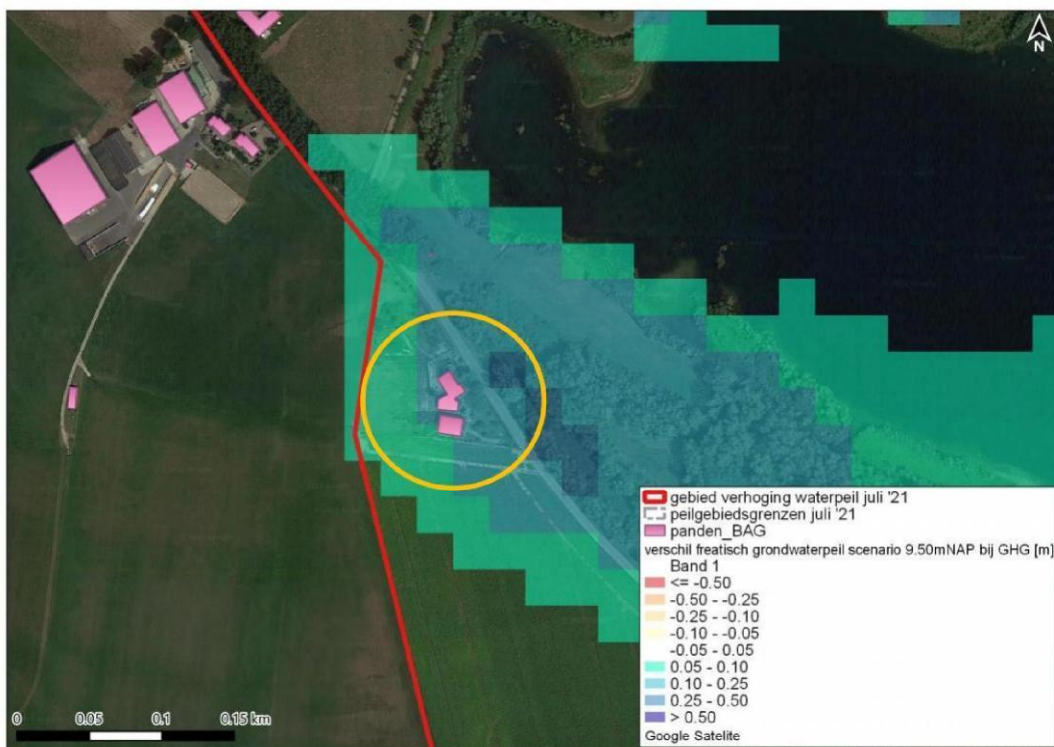 N
gebied verhoging waterpeil juli '21
peilgebiedsgrenzen juli '21
panden_BAG
verschil freatisch grondwaterpeil scenario 9.50mNAP bij GHG [m]
Band 1
<= -0.50
-0.50 - -0.25
-0.25 - -0.10
-0.10 - -0.05
-0.05 - 0.05
0.05 - 0.10
0.10 - 0.25
0.25 - 0.50
> 0.50
Google Satelite
0 0.05 0.1 0.15 km